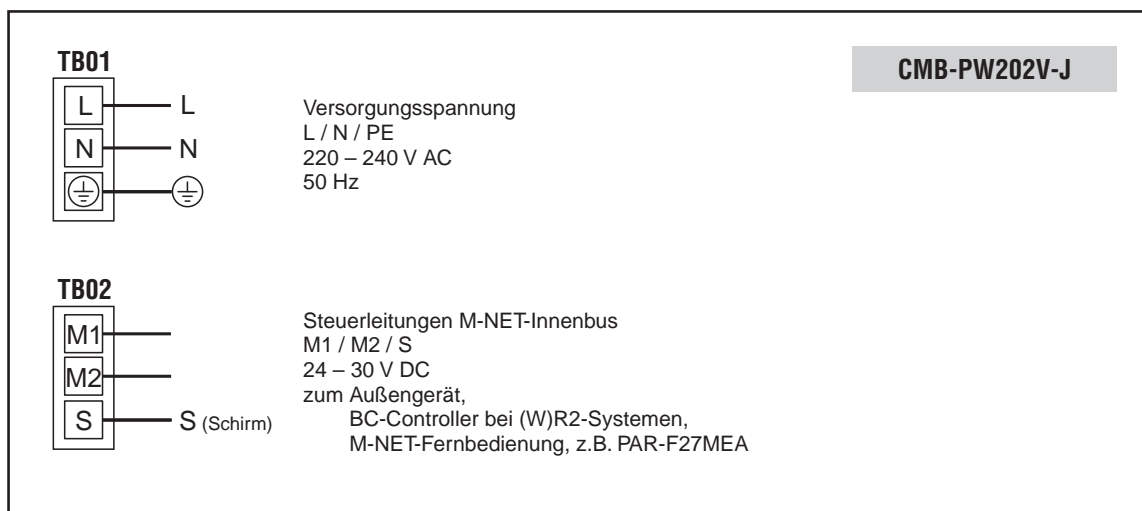 CMB-PW202V-J
TB01
L L
N N
Versorgungsspannung
L / N / PE
220 – 240 V AC
50 Hz
TB02
M1
M2
S S (Schirm)
Steuerleitungen M-NET-Innenbus
M1 / M2 / S
24 – 30 V DC
zum Außengerät,
BC-Controller bei (W)R2-Systemen,
M-NET-Fernbedienung, z.B. PAR-F27MEA